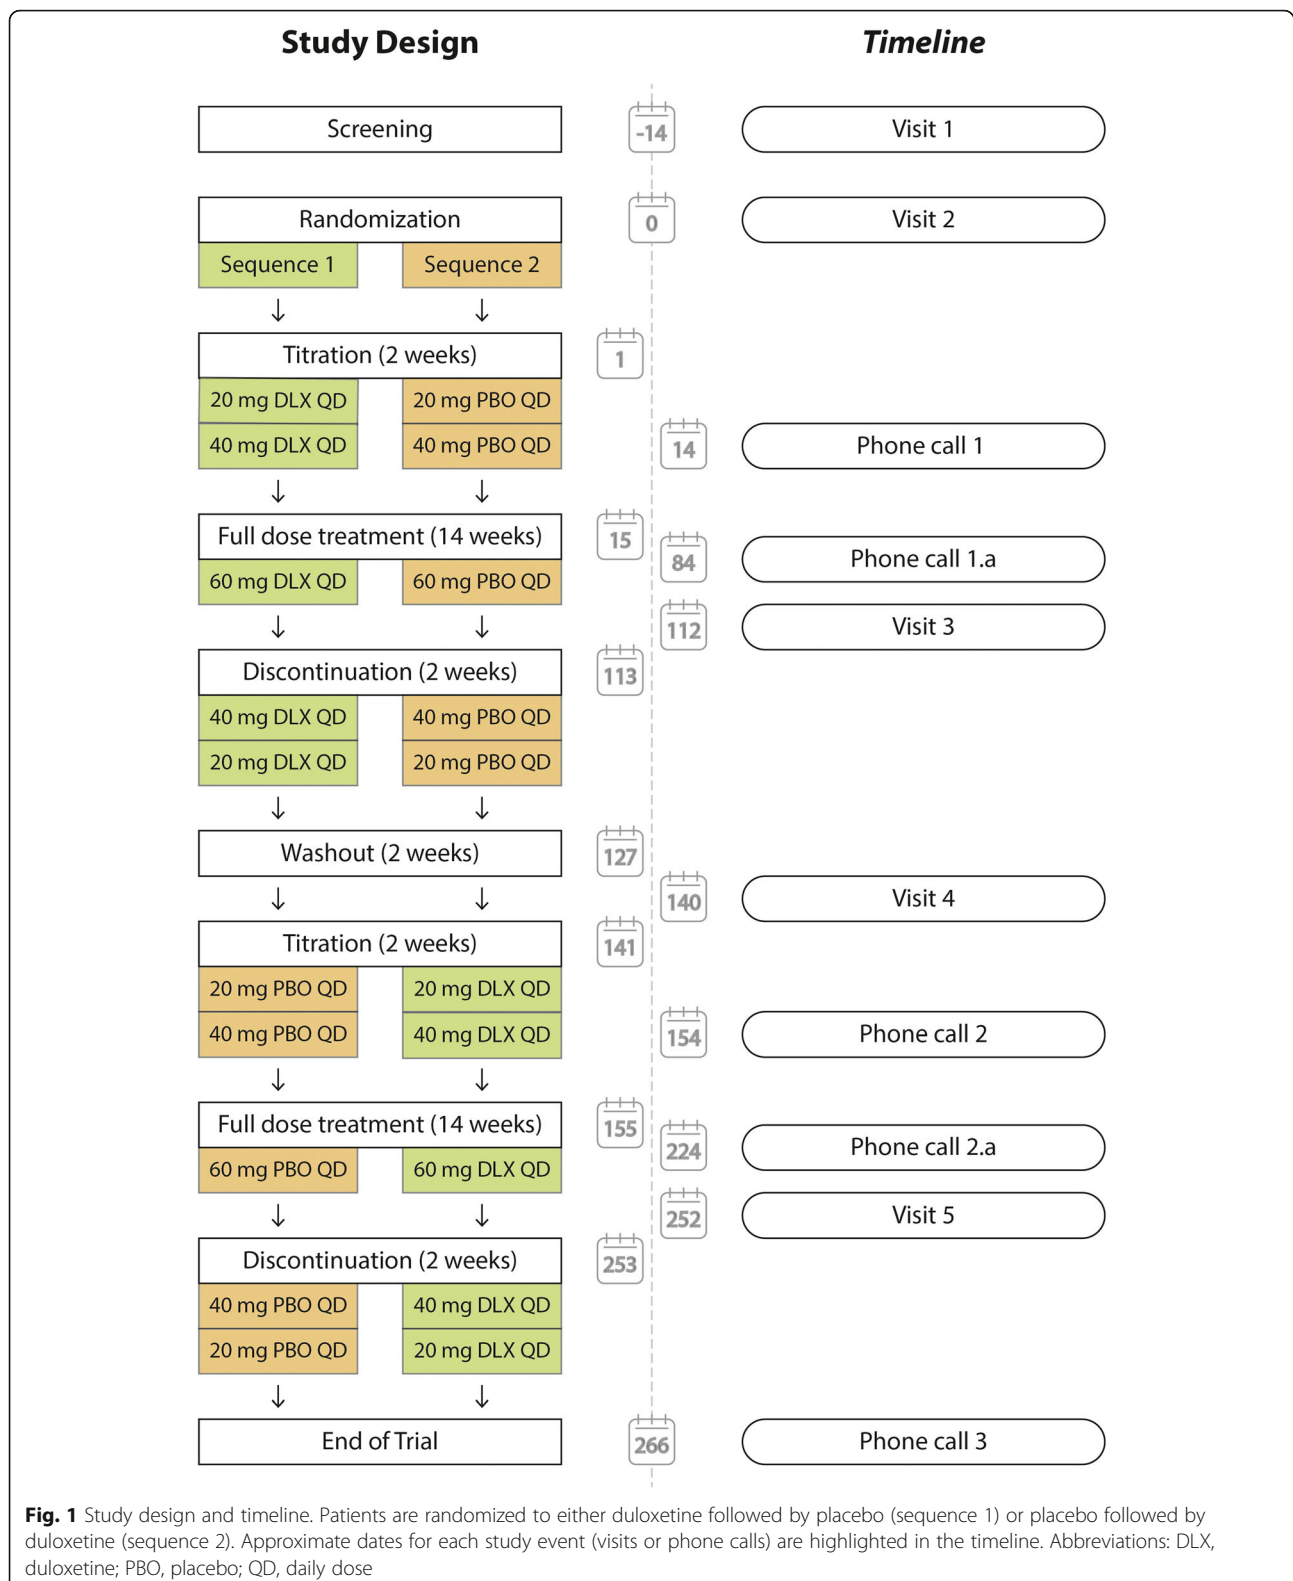 Study Design
Timeline
Screening
-14
Visit 1
Randomization
0
Visit 2
Sequence 1
Sequence 2
Titration (2 weeks)
1
20 mg DLX QD
20 mg PBO QD
40 mg DLX QD
40 mg PBO QD
14
Phone call 1
Full dose treatment (14 weeks)
15
84
Phone call 1.a
60 mg DLX QD
60 mg PBO QD
112
Visit 3
Discontinuation (2 weeks)
113
40 mg DLX QD
40 mg PBO QD
20 mg DLX QD
20 mg PBO QD
Washout (2 weeks)
127
140
Visit 4
Titration (2 weeks)
141
20 mg PBO QD
20 mg DLX QD
40 mg PBO QD
40 mg DLX QD
154
Phone call 2
Full dose treatment (14 weeks)
155
224
Phone call 2.a
60 mg PBO QD
60 mg DLX QD
252
Visit 5
Discontinuation (2 weeks)
253
40 mg PBO QD
40 mg DLX QD
20 mg PBO QD
20 mg DLX QD
End of Trial
266
Phone call 3
Fig. 1 Study design and timeline. Patients are randomized to either duloxetine followed by placebo (sequence 1) or placebo followed by
duloxetine (sequence 2). Approximate dates for each study event (visits or phone calls) are highlighted in the timeline. Abbreviations: DLX,
duloxetine; PBO, placebo; QD, daily dose